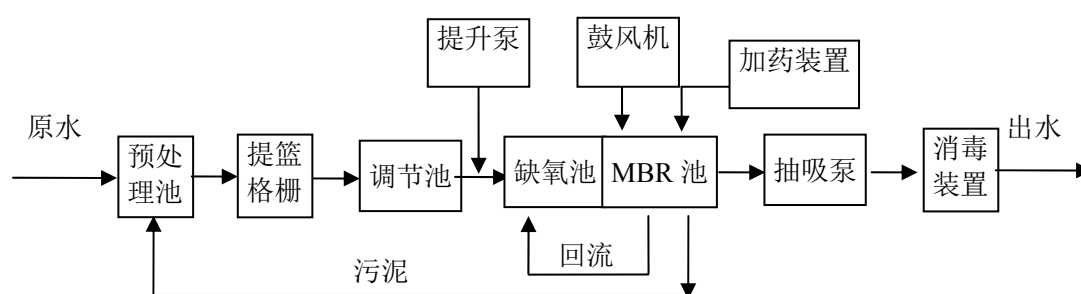 提升泵
鼓风机
加药装置
原水
预处
理池
提篮
格栅
调节池
缺氧池
MBR 池
抽吸泵
消毒
装置
出水
回流
污泥